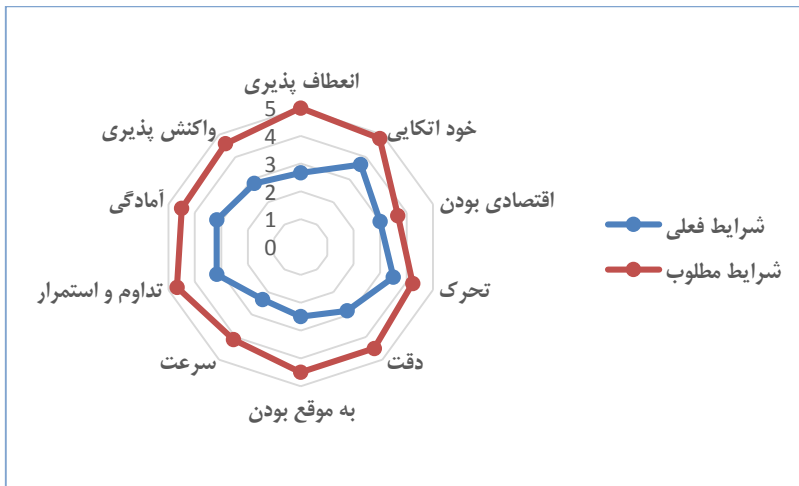 انعطاف پذیری
خود اتکایی
اقتصادی بودن
تحرک
دقت
به موقع بودن
سرعت
تداوم و استمرار
آمادگی
واکنش پذیری
5
4
3
2
1
0
شرایط فعلی
شرایط مطلوب